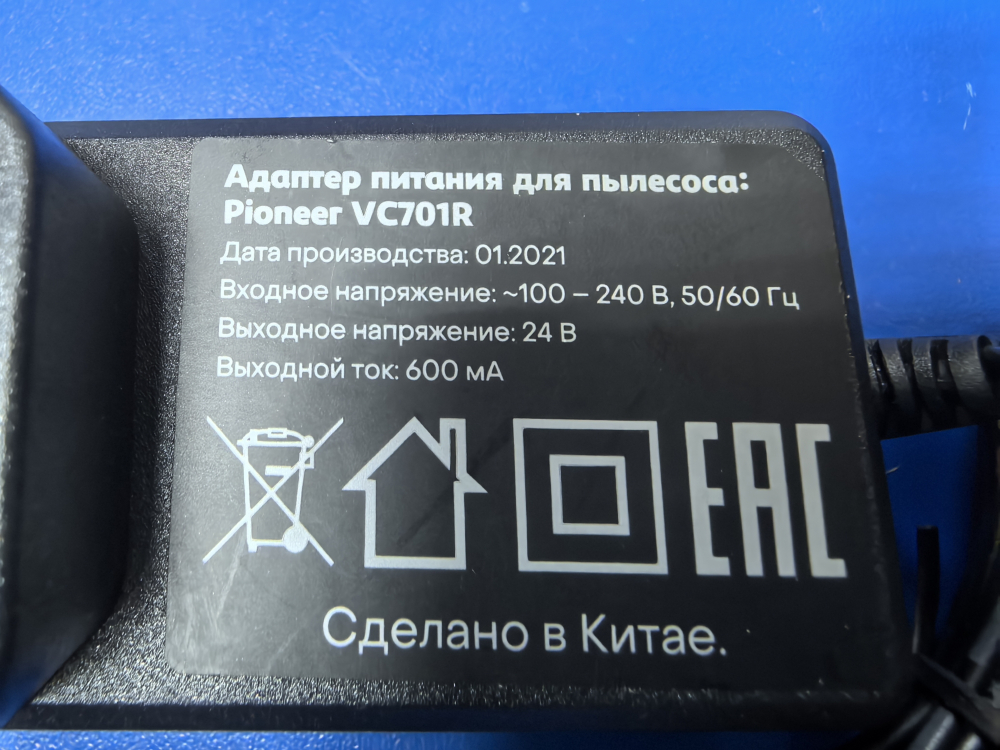 Адаптер питания для пылесоса:
Pioneer VC701R
Дата производства: 01.2021
Входное напряжение: ~100 – 240 В, 50/60 Гц
Выходное напряжение: 24 В
Выходной ток: 600 мА
EAC
Сделано в Китае.